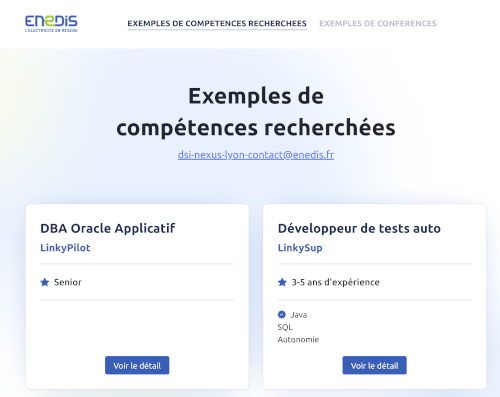 ENEDIS
L'ELECTRICITE EN RESEAU
EXEMPLES DE COMPETENCES RECHERCHEES
EXEMPLES DE CONFERENCES
Exemples de
compétences recherchées
dsi-nexus-lyon-contact@enedis.fr
DBA Oracle Applicatif
LinkyPilot
Senior
Voir le détail
Développeur de tests auto
LinkySup
3-5 ans d'expérience
Java
SQL
Autonomie
Voir le détail